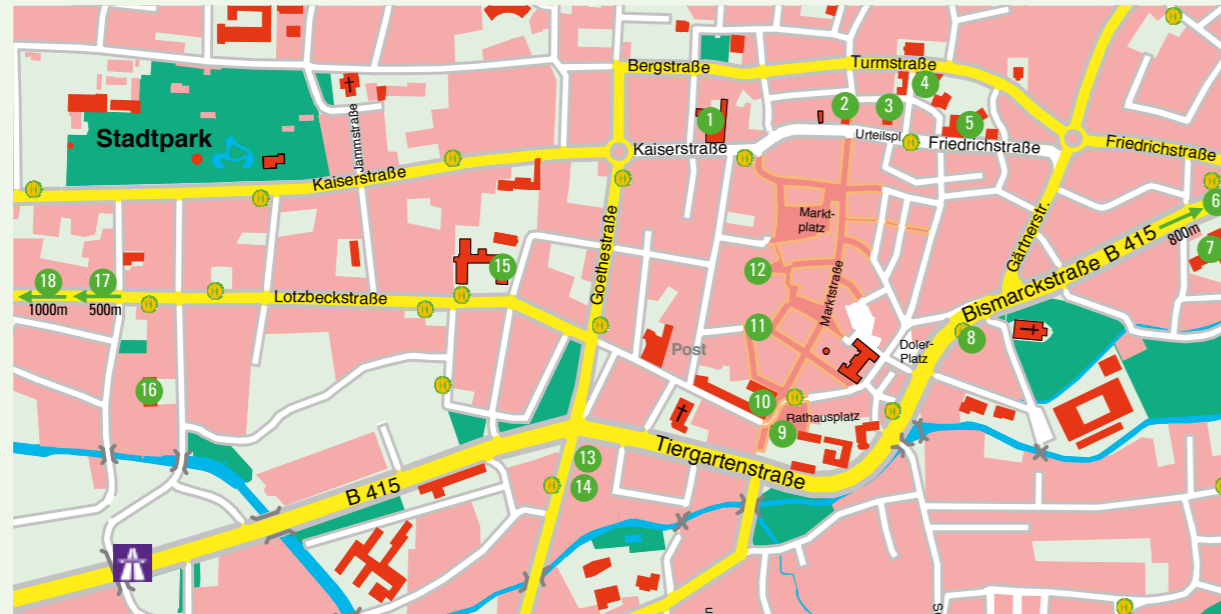 Bergstraße
Turmstraße
4
2
3
1
5
Stadtpark
Jammstraße
Urteilspl.
Kaiserstraße
Friedrichstraße
Friedrichstraße
Kaiserstraße
H
H
H
H
H
H
H
H
6
800m
Markt-
platz
Goethestraße
Gärtnerstr.
7
15
12
18
17
1000m
500m
Lotzbeckstraße
H
H
H
H
H
Marktstraße
Bismarckstraße B 415
11
H
8
Post
Doler-
Platz
16
H
10
H
H
Rathausplatz
9
Tiergartenstraße
13
14
H
H
B 415
H